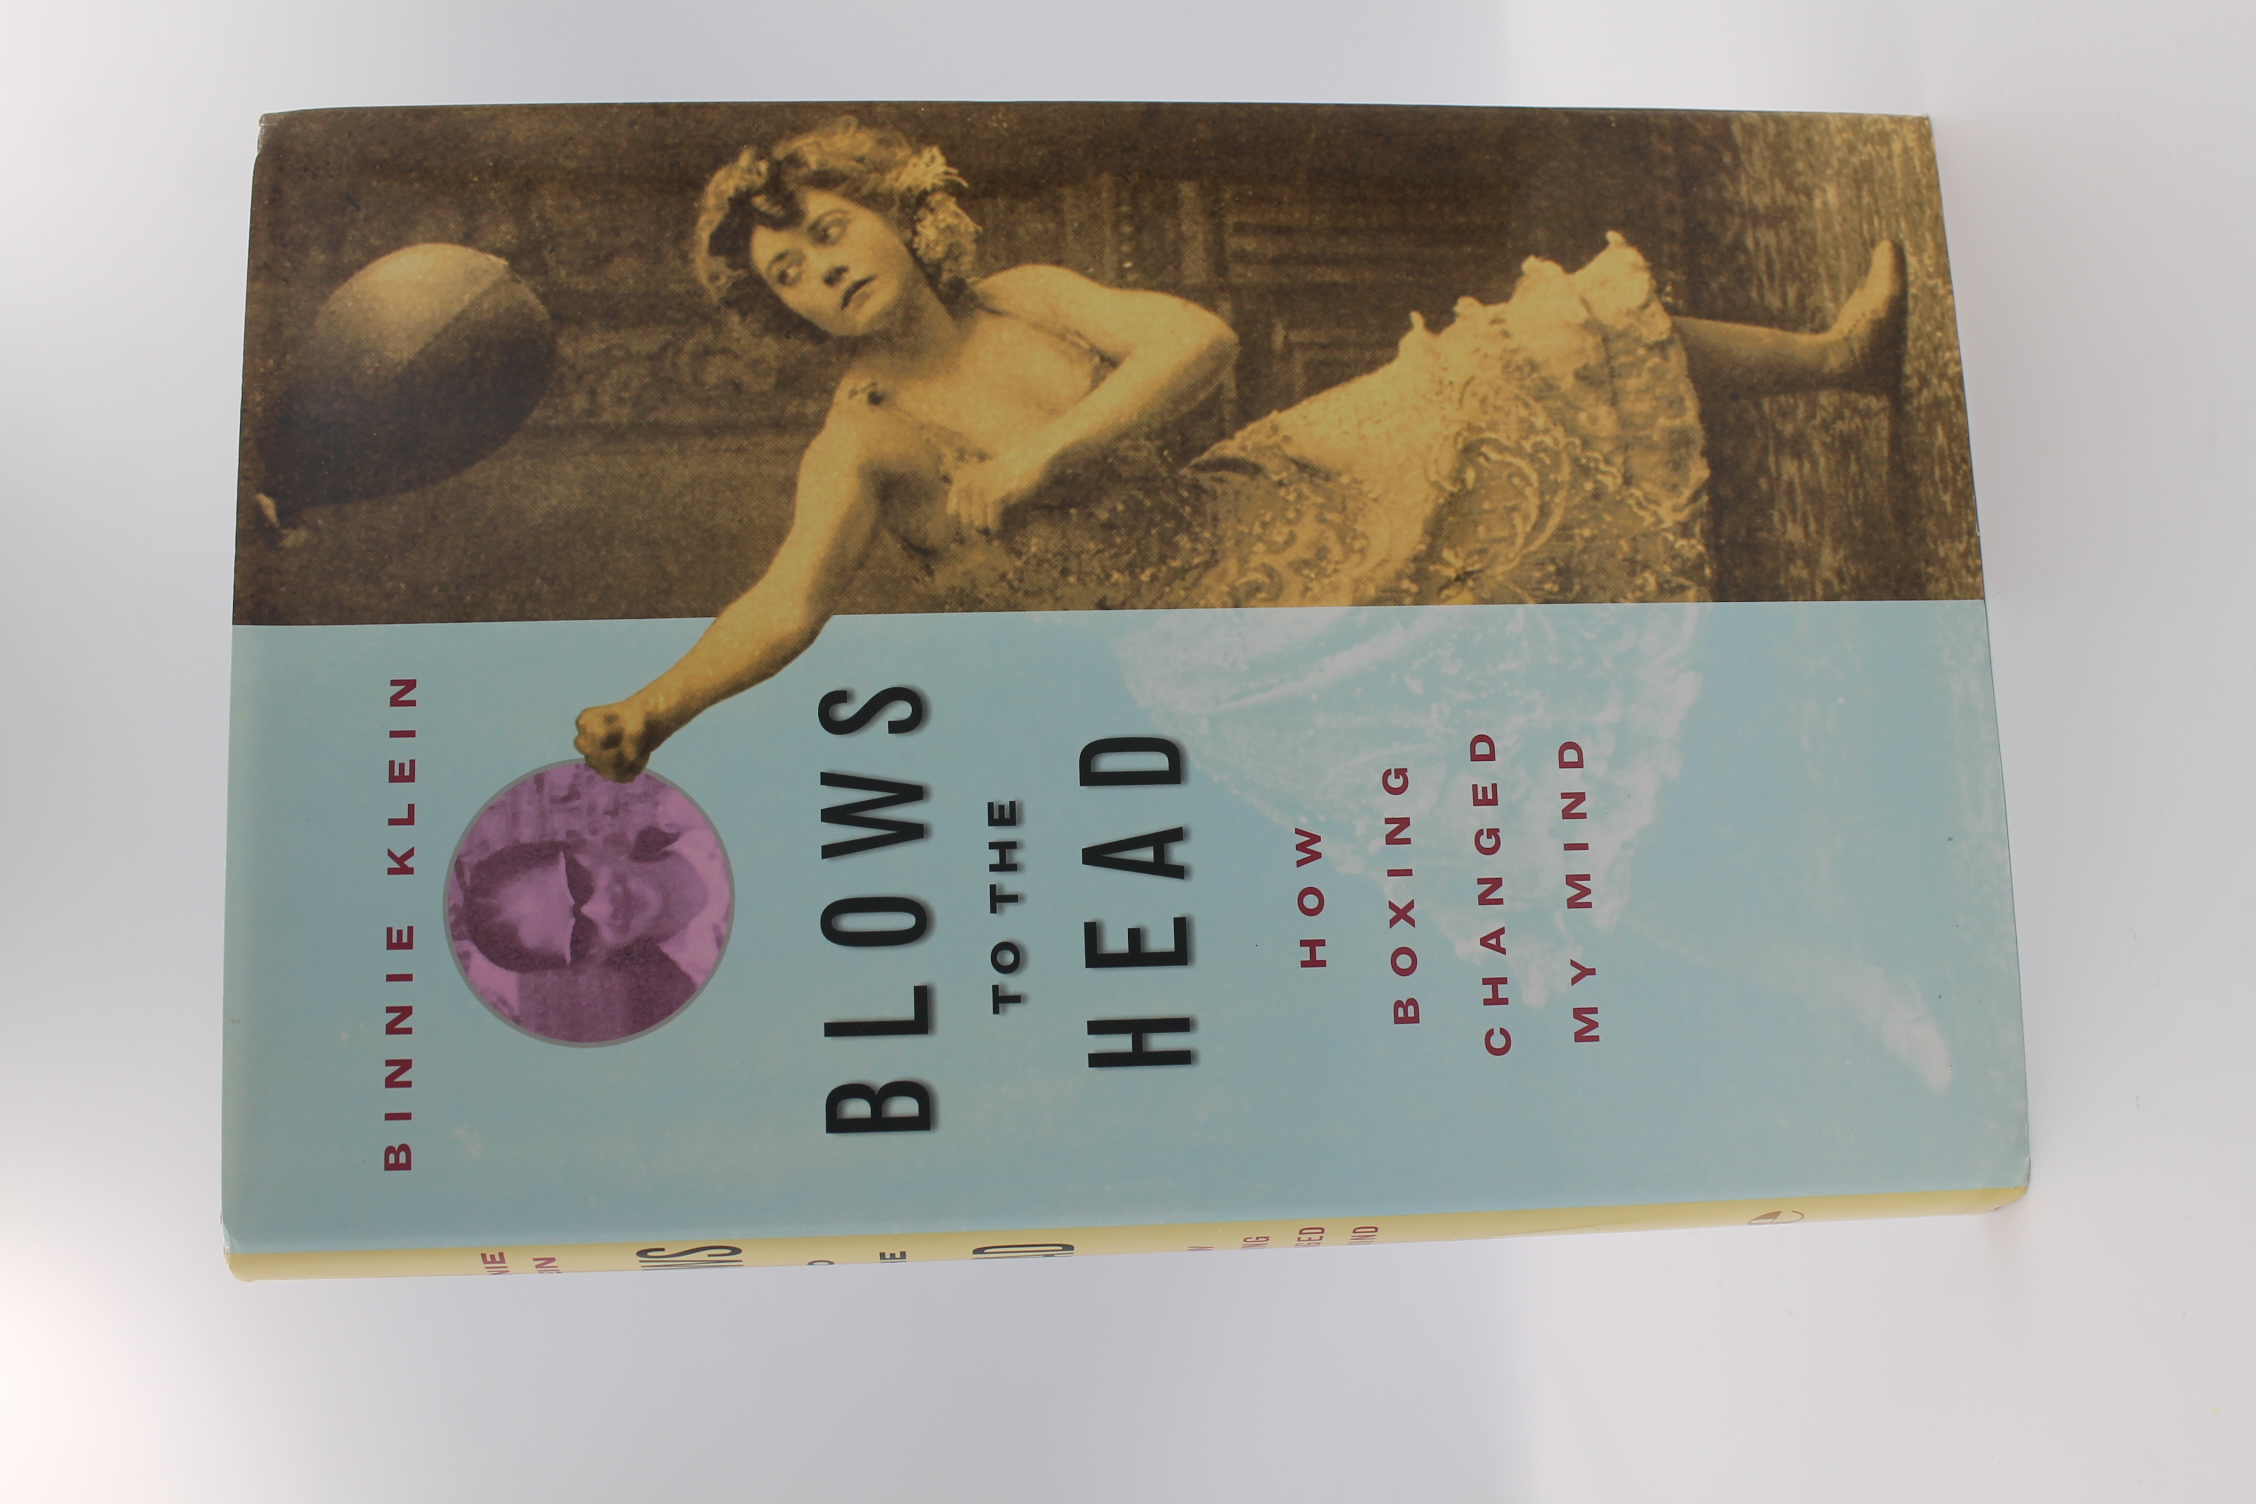 BINNIE KLEIN
BLOWS
TO THE
HEAD
HOW
BOXING
CHANGED
MY MIND